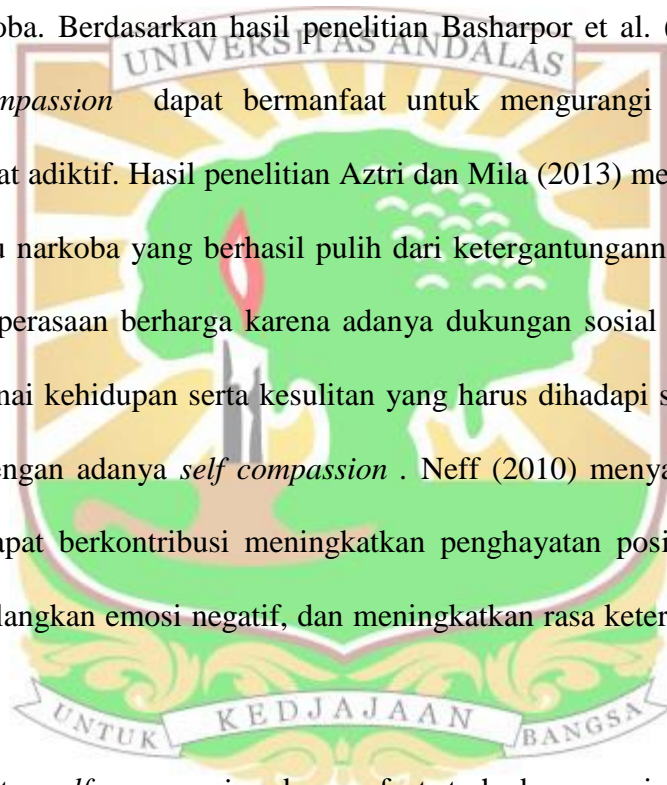 oba. Berdasarkan hasil penelitian Basharpor et al. (
UNIVERSITAS ANDALAS
mpassion dapat bermanfaat untuk mengurangi
at adiktif. Hasil penelitian Aztri dan Mila (2013) me
u narkoba yang berhasil pulih dari ketergantungann
perasaan berharga karena adanya dukungan sosial
nai kehidupan serta kesulitan yang harus dihadapi s
engan adanya self compassion . Neff (2010) menya
apat berkontribusi meningkatkan penghayatan posi
langkan emosi negatif, dan meningkatkan rasa keter
UNTUK KEDJAJAAN BANGSA